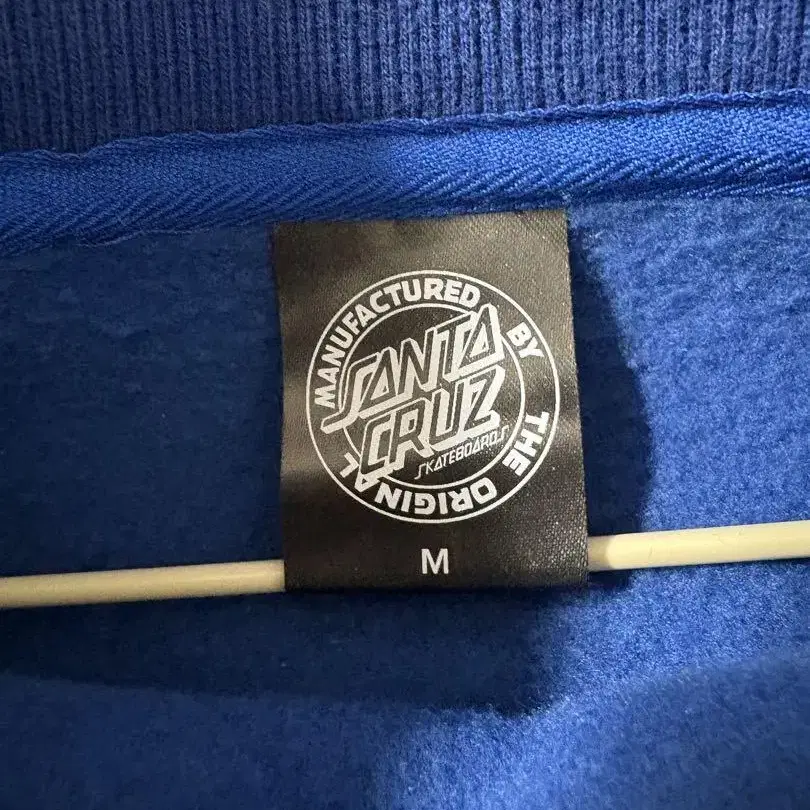 MANUFACTURED BY THE ORIGINAL
SANTA
CRUZ
SKATEBOARDS
M